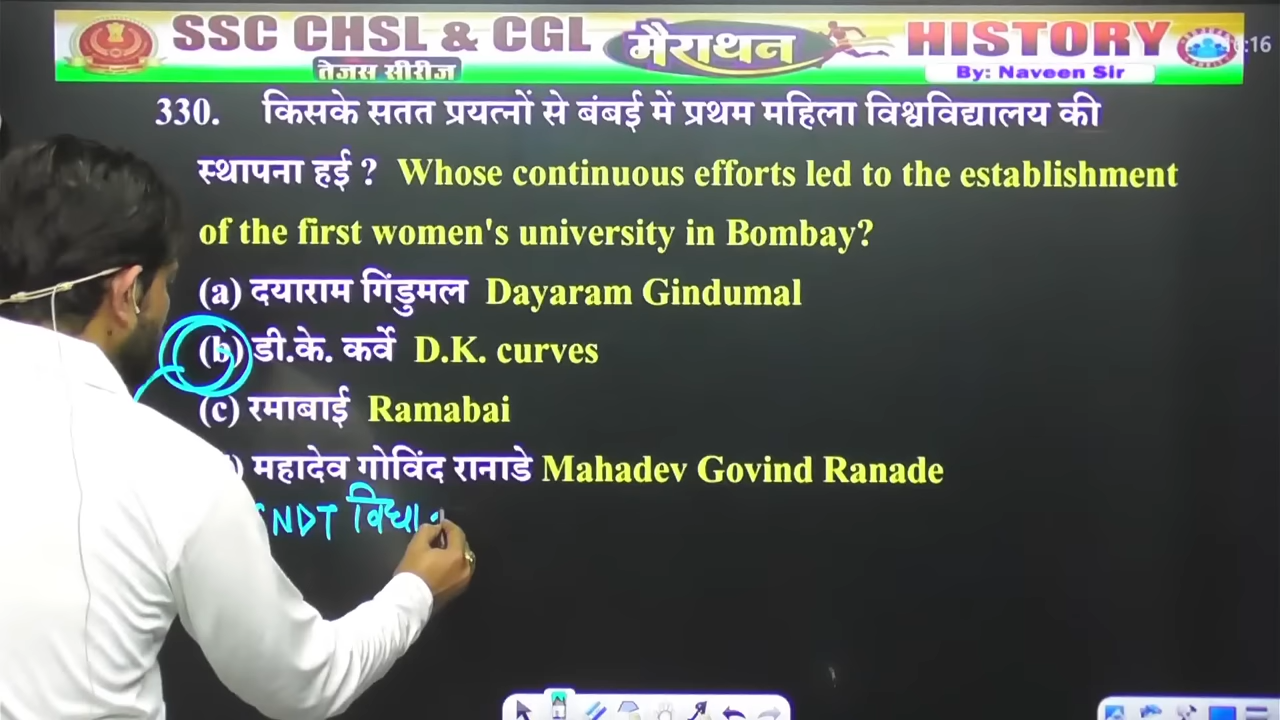 SSC CHSL & CGL मैराथन HISTORY
तेजस सीरीज By: Naveen Sir
330. किसके सतत प्रयत्नों से बंबई में प्रथम महिला विश्वविद्यालय की
स्थापना हई ? Whose continuous efforts led to the establishment
of the first women's university in Bombay?
(a) दयाराम गिंडुमल Dayaram Gindumal
(b) डी.के. कर्वे D.K. curves
(c) रमाबाई Ramabai
महादेव गोविंद रानाडे Mahadev Govind Ranade
NDT विधा